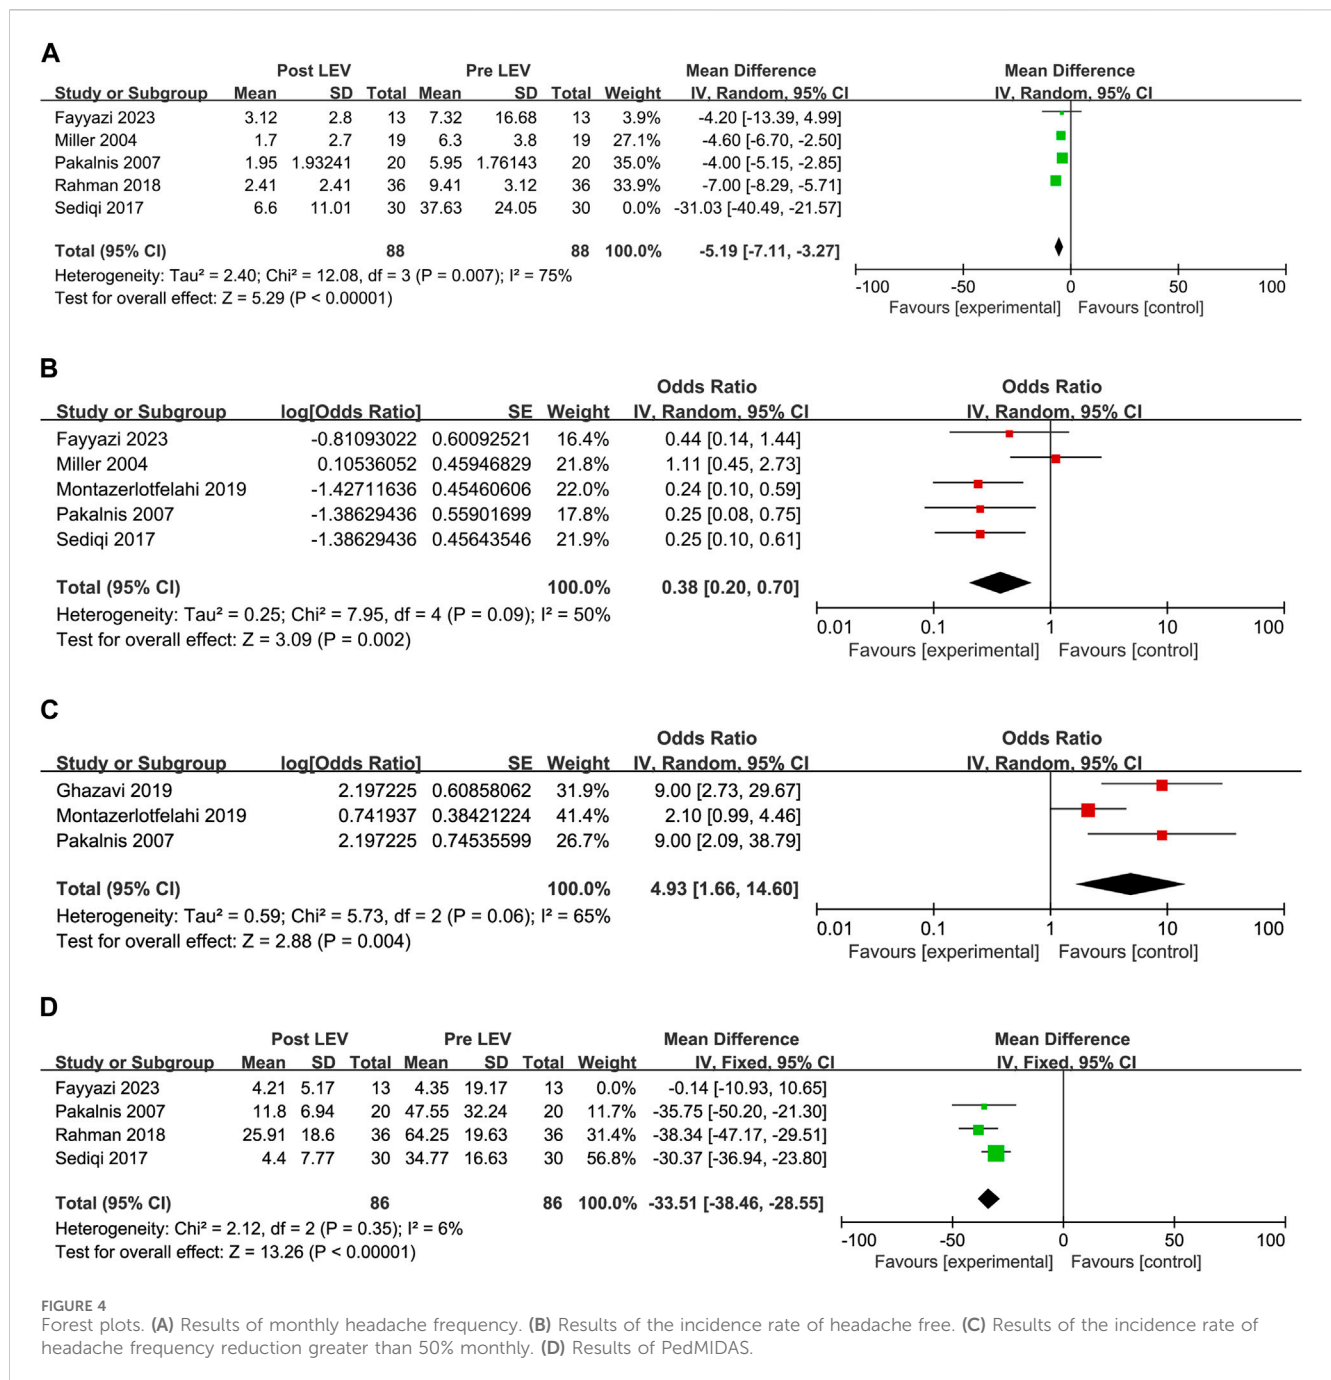 A
Post LEV Pre LEV Mean Difference Mean Difference
Study or Subgroup Mean SD Total Mean SD Total Weight IV, Random, 95% CI IV, Random, 95% CI
Fayyazi 2023 3.12 2.8 13 7.32 16.68 13 3.9% -4.20 [-13.39, 4.99]
Miller 2004 1.7 2.7 19 6.3 3.8 19 27.1% -4.60 [-6.70, -2.50]
Pakalnis 2007 1.95 1.93241 20 5.95 1.76143 20 35.0% -4.00 [-5.15, -2.85]
Rahman 2018 2.41 2.41 36 9.41 3.12 36 33.9% -7.00 [-8.29, -5.71]
Sediqi 2017 6.6 11.01 30 37.63 24.05 30 0.0% -31.03 [-40.49, -21.57]
Total (95% CI) 88 88 100.0% -5.19 [-7.11, -3.27]
Heterogeneity: Tau² = 2.40; Chi² = 12.08, df = 3 (P = 0.007); I² = 75%
Test for overall effect: Z = 5.29 (P < 0.00001)
-100 -50 0 50 100
Favours [experimental] Favours [control]
B
Odds Ratio Odds Ratio
Study or Subgroup log[Odds Ratio] SE Weight IV, Random, 95% CI IV, Random, 95% CI
Fayyazi 2023 -0.81093022 0.60092521 16.4% 0.44 [0.14, 1.44]
Miller 2004 0.10536052 0.45946829 21.8% 1.11 [0.45, 2.73]
Montazerlotfelahi 2019 -1.42711636 0.45460606 22.0% 0.24 [0.10, 0.59]
Pakalnis 2007 -1.38629436 0.55901699 17.8% 0.25 [0.08, 0.75]
Sediqi 2017 -1.38629436 0.45643546 21.9% 0.25 [0.10, 0.61]
Total (95% CI) 100.0% 0.38 [0.20, 0.70]
Heterogeneity: Tau² = 0.25; Chi² = 7.95, df = 4 (P = 0.09); I² = 50%
Test for overall effect: Z = 3.09 (P = 0.002)
0.01 0.1 1 10 100
Favours [experimental] Favours [control]
C
Odds Ratio Odds Ratio
Study or Subgroup log[Odds Ratio] SE Weight IV, Random, 95% CI IV, Random, 95% CI
Ghazavi 2019 2.197225 0.60858062 31.9% 9.00 [2.73, 29.67]
Montazerlotfelahi 2019 0.741937 0.38421224 41.4% 2.10 [0.99, 4.46]
Pakalnis 2007 2.197225 0.74535599 26.7% 9.00 [2.09, 38.79]
Total (95% CI) 100.0% 4.93 [1.66, 14.60]
Heterogeneity: Tau² = 0.59; Chi² = 5.73, df = 2 (P = 0.06); I² = 65%
Test for overall effect: Z = 2.88 (P = 0.004)
0.01 0.1 1 10 100
Favours [experimental] Favours [control]
D
Post LEV Pre LEV Mean Difference Mean Difference
Study or Subgroup Mean SD Total Mean SD Total Weight IV, Fixed, 95% CI IV, Fixed, 95% CI
Fayyazi 2023 4.21 5.17 13 4.35 19.17 13 0.0% -0.14 [-10.93, 10.65]
Pakalnis 2007 11.8 6.94 20 47.55 32.24 20 11.7% -35.75 [-50.20, -21.30]
Rahman 2018 25.91 18.6 36 64.25 19.63 36 31.4% -38.34 [-47.17, -29.51]
Sediqi 2017 4.4 7.77 30 34.77 16.63 30 56.8% -30.37 [-36.94, -23.80]
Total (95% CI) 86 86 100.0% -33.51 [-38.46, -28.55]
Heterogeneity: Chi² = 2.12, df = 2 (P = 0.35); I² = 6%
Test for overall effect: Z = 13.26 (P < 0.00001)
-100 -50 0 50 100
Favours [experimental] Favours [control]
FIGURE 4
Forest plots. (A) Results of monthly headache frequency. (B) Results of the incidence rate of headache free. (C) Results of the incidence rate of
headache frequency reduction greater than 50% monthly. (D) Results of PedMIDAS.